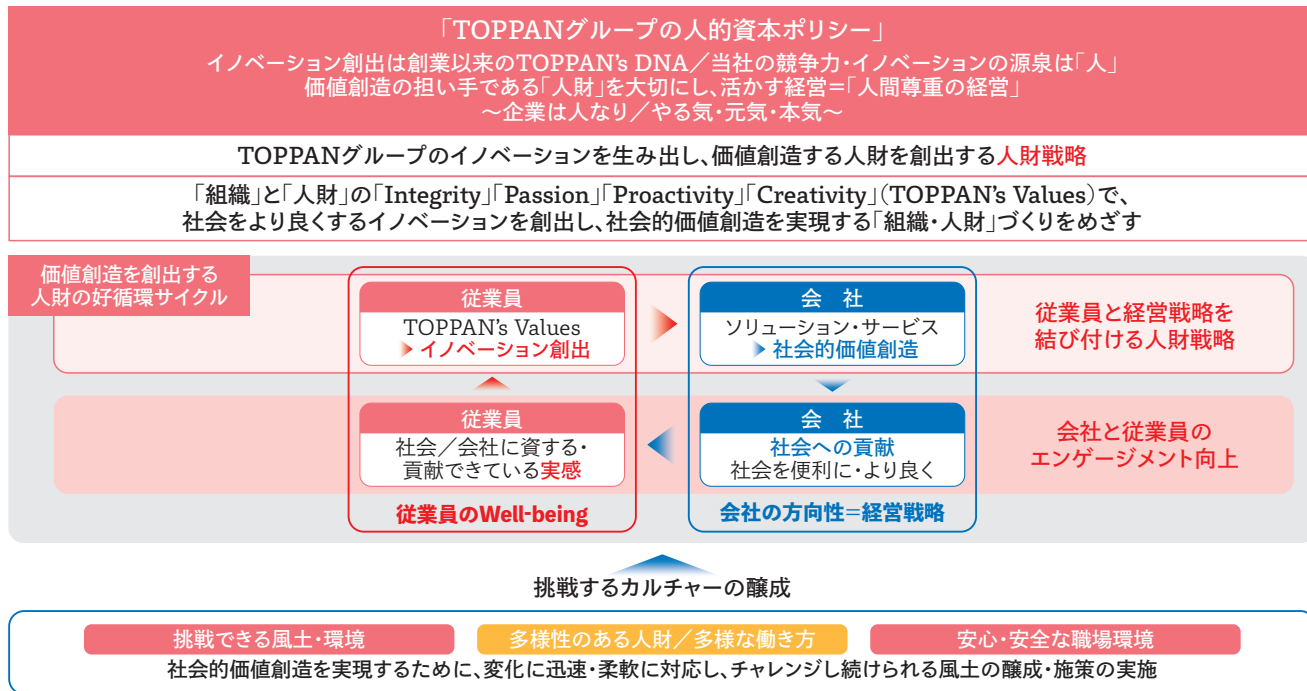 「TOPPANグループの人的資本ポリシー」
イノベーション創出は創業以来のTOPPAN's DNA／当社の競争力・イノベーションの源泉は「人」
価値創造の担い手である「人財」を大切にし、活かす経営＝「人間尊重の経営」
～企業は人なり／やる気・元気・本気～
TOPPANグループのイノベーションを生み出し、価値創造する人財を創出する人財戦略
「組織」と「人財」の「Integrity」「Passion」「Proactivity」「Creativity」（TOPPAN's Values）で、
社会をより良くするイノベーションを創出し、社会的価値創造を実現する「組織・人財」づくりをめざす
価値創造を創出する
人財の好循環サイクル
従業員
TOPPAN's Values
イノベーション創出
会 社
ソリューション・サービス
社会的価値創造
従業員と経営戦略を
結び付ける人財戦略
従業員
社会／会社に資する・
貢献できている実感
会 社
社会への貢献
社会を便利に・より良く
会社と従業員の
エンゲージメント向上
従業員のWell-being
会社の方向性＝経営戦略
挑戦するカルチャーの醸成
挑戦できる風土・環境
多様性のある人財／多様な働き方
安心・安全な職場環境
社会的価値創造を実現するために、変化に迅速・柔軟に対応し、チャレンジし続けられる風土の醸成・施策の実施